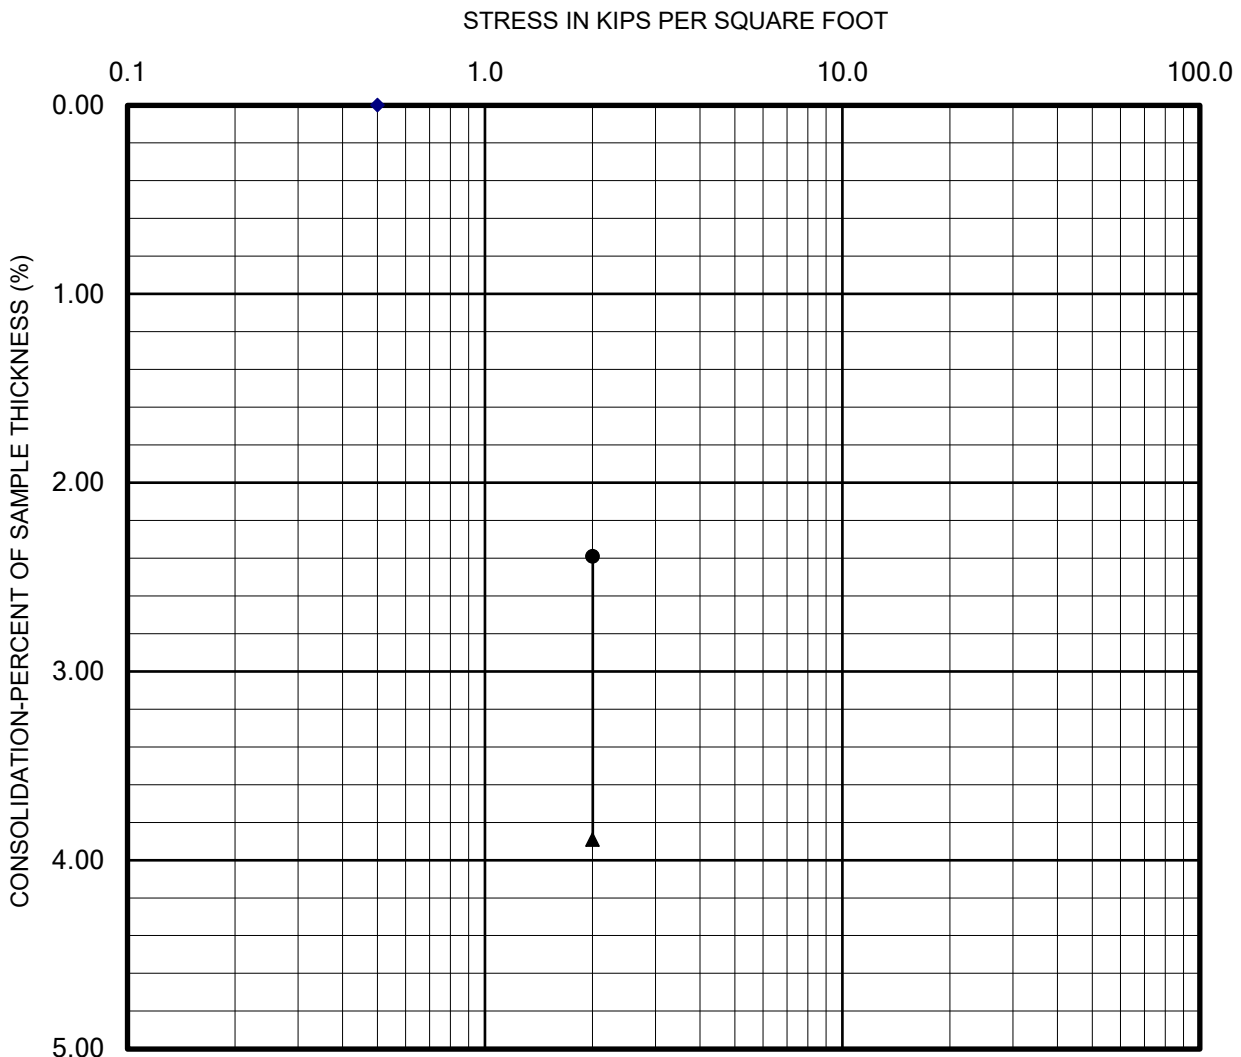 STRESS IN KIPS PER SQUARE FOOT
0.1 1.0 10.0 100.0
0.00
1.00
2.00
3.00
4.00
5.00
CONSOLIDATION-PERCENT OF SAMPLE THICKNESS (%)